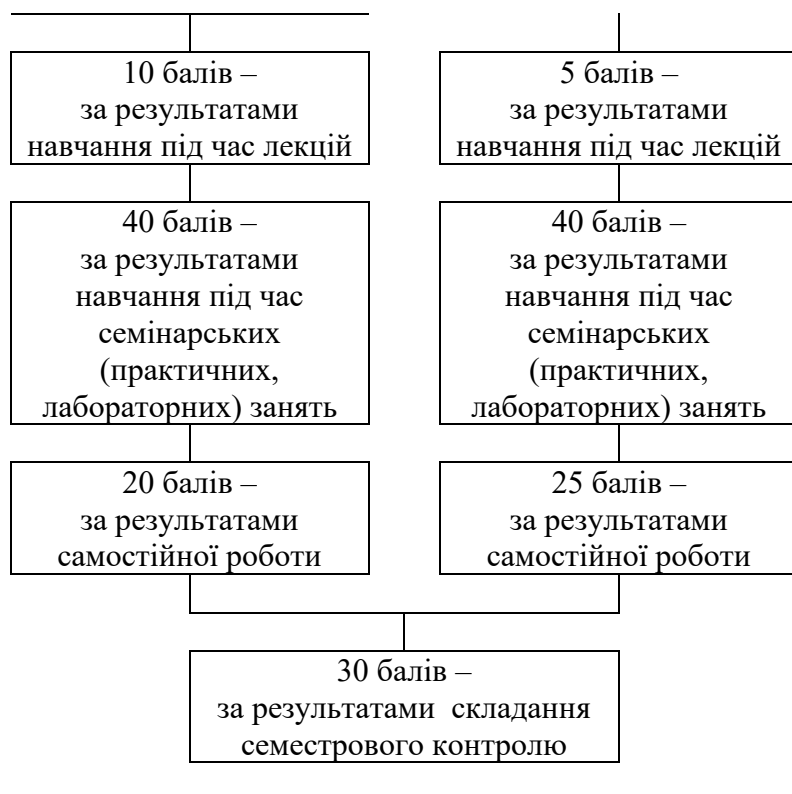 10 балів –
за результатами
навчання під час лекцій
40 балів –
за результатами
навчання під час
семінарських
(практичних,
лабораторних) занять
20 балів –
за результатами
самостійної роботи
5 балів –
за результатами
навчання під час лекцій
40 балів –
за результатами
навчання під час
семінарських
(практичних,
лабораторних) занять
25 балів –
за результатами
самостійної роботи
30 балів –
за результатами складання
семестрового контролю